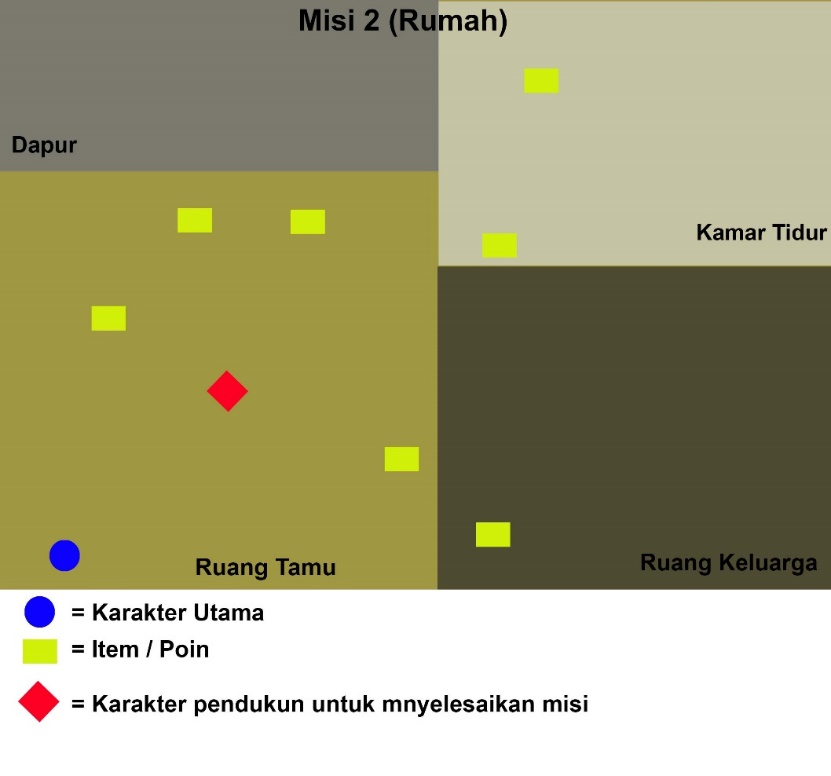 Misi 2 (Rumah)
Dapur
Kamar Tidur
Ruang Tamu
Ruang Keluarga
= Karakter Utama
= Item / Poin
= Karakter pendukun untuk mnyelesaikan misi